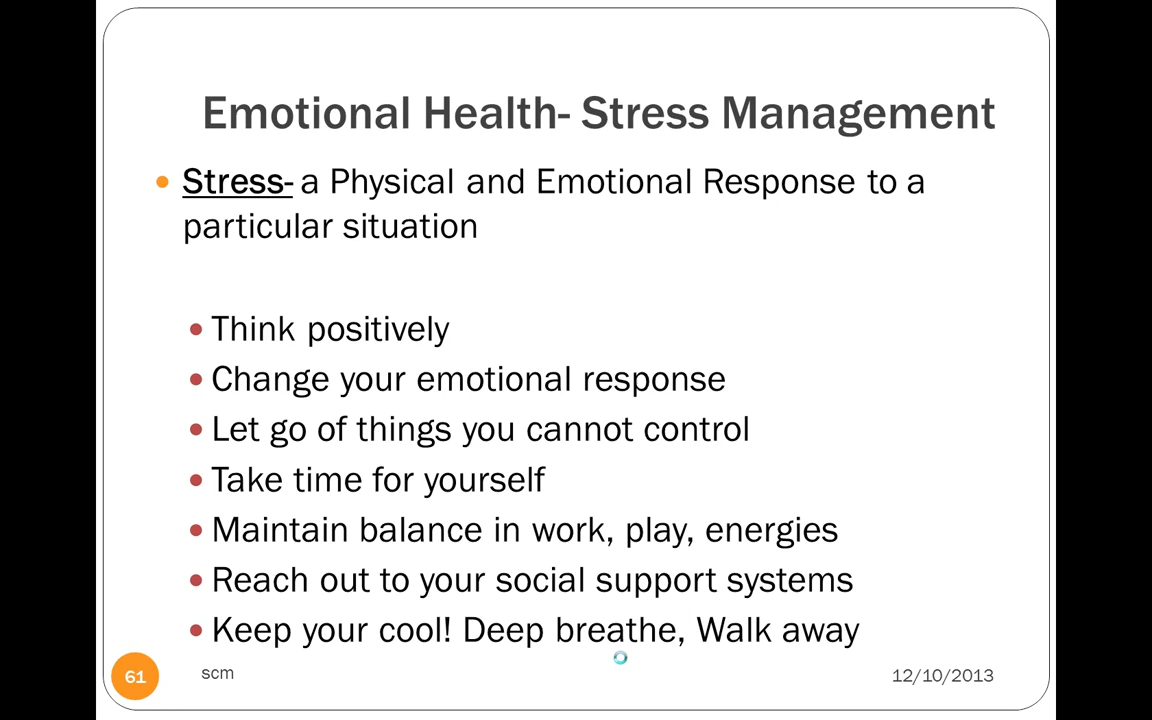 Emotional Health- Stress Management
Stress- a Physical and Emotional Response to a
particular situation
Think positively
Change your emotional response
Let go of things you cannot control
Take time for yourself
Maintain balance in work, play, energies
Reach out to your social support systems
Keep your cool! Deep breathe, Walk away
61
scm
12/10/2013